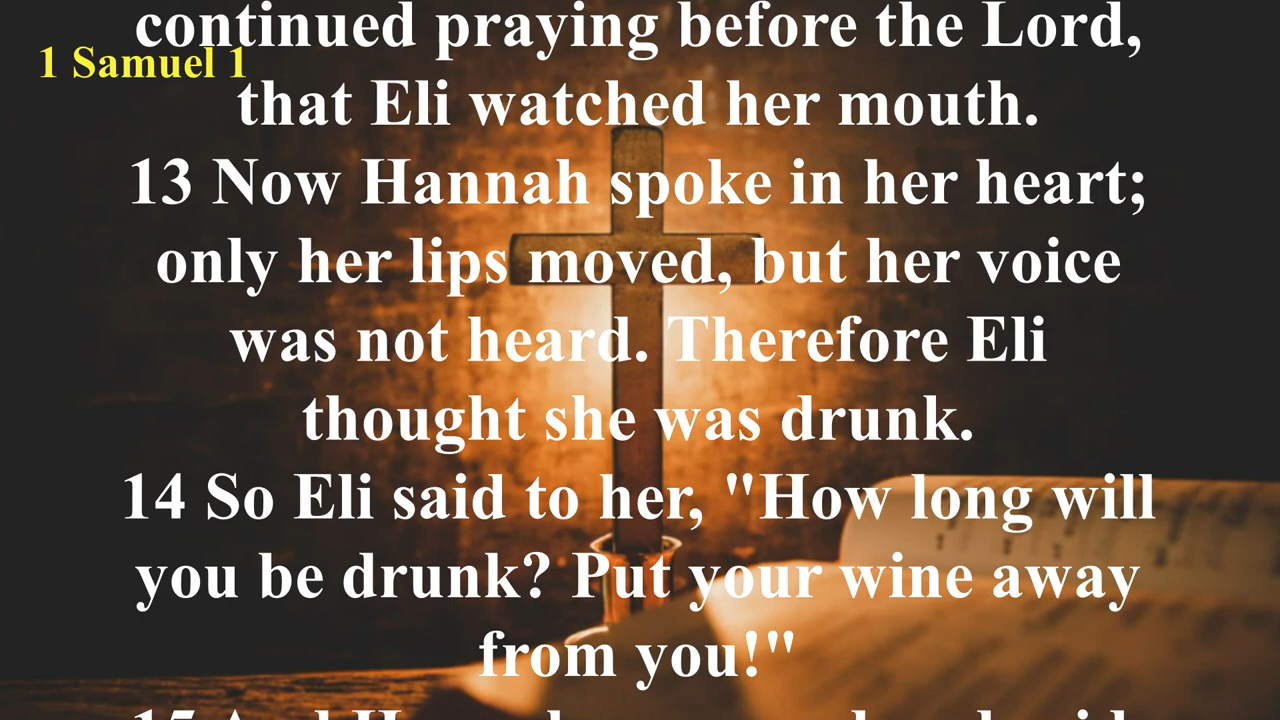 continued praying before the Lord,
1 Samuel 1
that Eli watched her mouth.
13 Now Hannah spoke in her heart;
only her lips moved, but her voice
was not heard. Therefore Eli
thought she was drunk.
14 So Eli said to her, "How long will
you be drunk? Put your wine away
from you!"